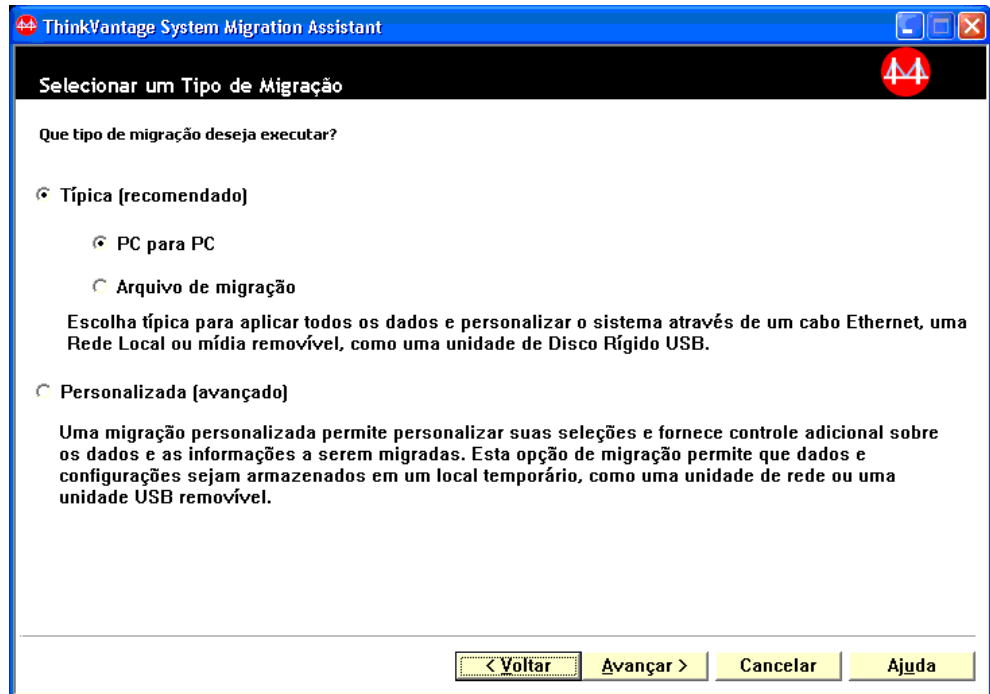 ThinkVantage System Migration Assistant
Selecionar um Tipo de Migração
Que tipo de migração deseja executar?
Típica (recomendado)
PC para PC
Arquivo de migração
Escolha típica para aplicar todos os dados e personalizar o sistema através de um cabo Ethernet, uma
Rede Local ou mídia removível, como uma unidade de Disco Rígido USB.
Personalizada (avançado)
Uma migração personalizada permite personalizar suas seleções e fornece controle adicional sobre
os dados e as informações a serem migradas. Esta opção de migração permite que dados e
configurações sejam armazenados em um local temporário, como uma unidade de rede ou uma
unidade USB removível.
< Voltar
Avançar >
Cancelar
Ajuda